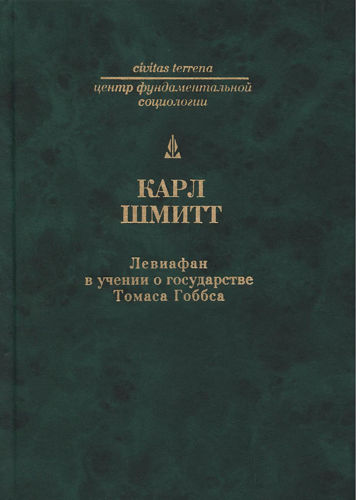 civitas terrena
центр фундаментальной
социологии
КАРЛ
ШМИТТ
Левиафан
в учении о государстве
Томаса Гоббса